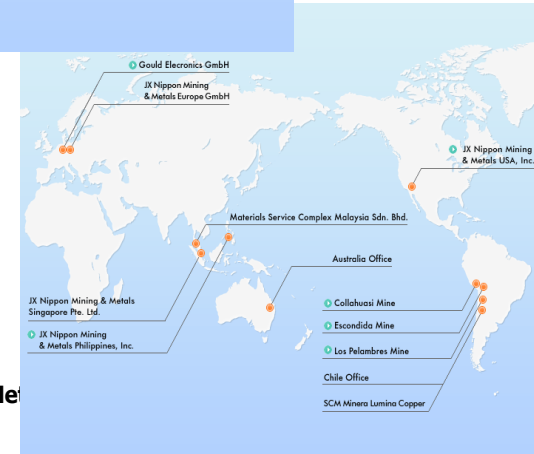 Gould Elecronics GmbH
JX Nippon Mining
& Metals Europe GmbH
JX Nippon Mining
& Metals USA, Inc.
Materials Service Complex Malaysia Sdn. Bhd.
Australia Office
JX Nippon Mining & Metals
Singapore Pte. Ltd.
JX Nippon Mining
& Metals Philippines, Inc.
Collahuasi Mine
Escondida Mine
Los Pelambres Mine
Chile Office
SCM Minera Lumina Copper